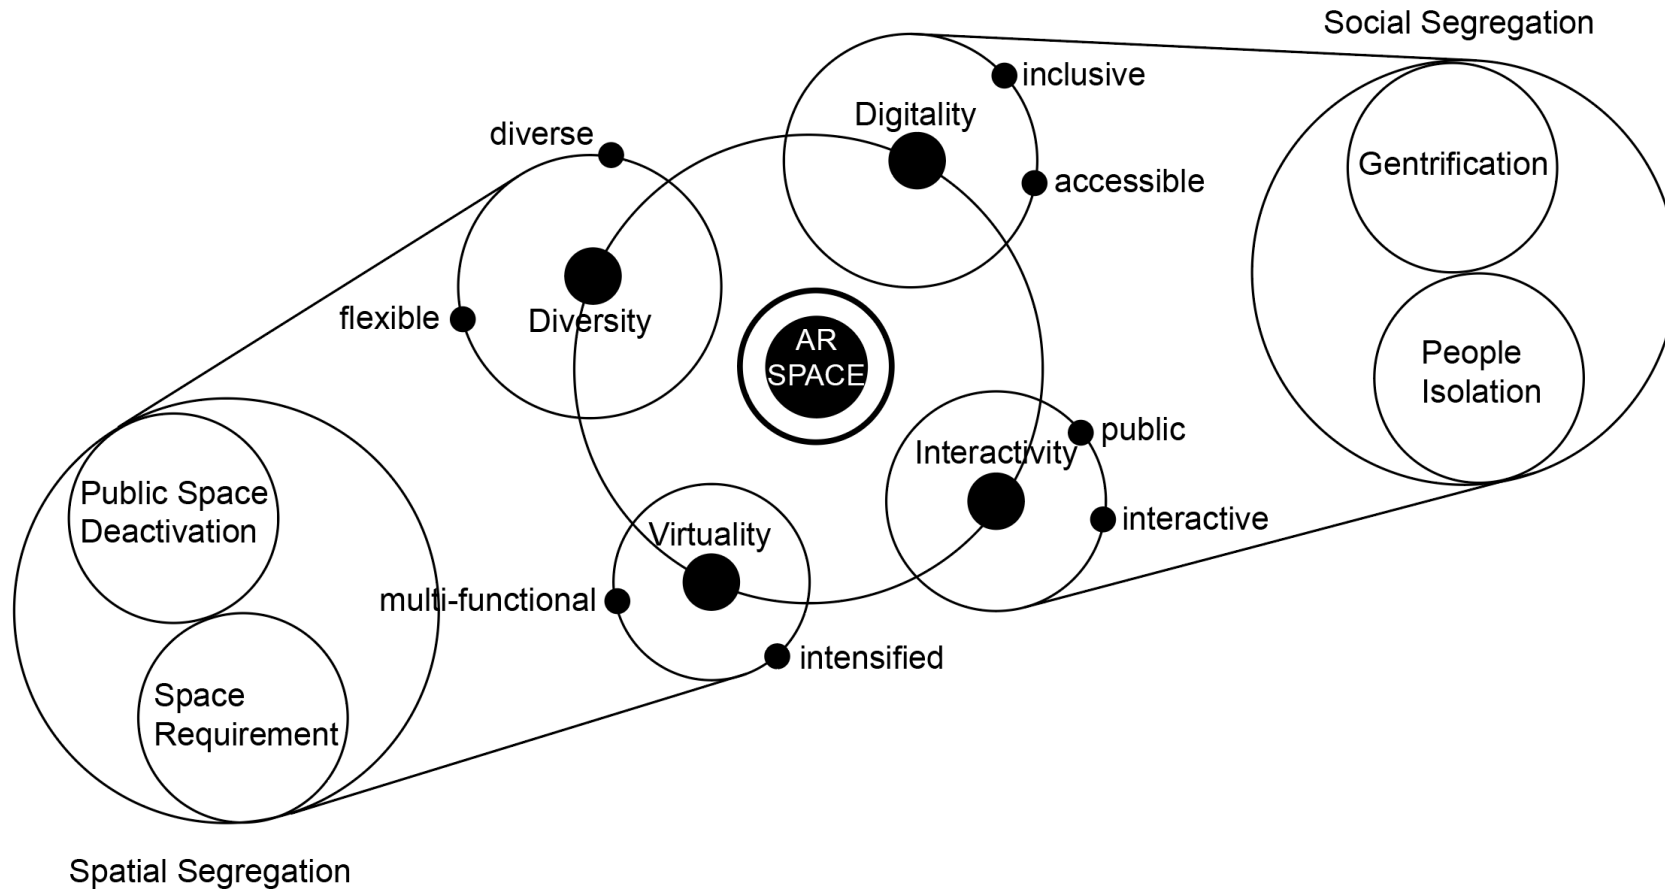 Social Segregation
inclusive
Digitality
diverse
Gentrification
accessible
flexible
Diversity
AR
SPACE
People
Isolation
public
Interactivity
Public Space
Deactivation
interactive
Virtuality
multi-functional
intensified
Space
Requirement
Spatial Segregation